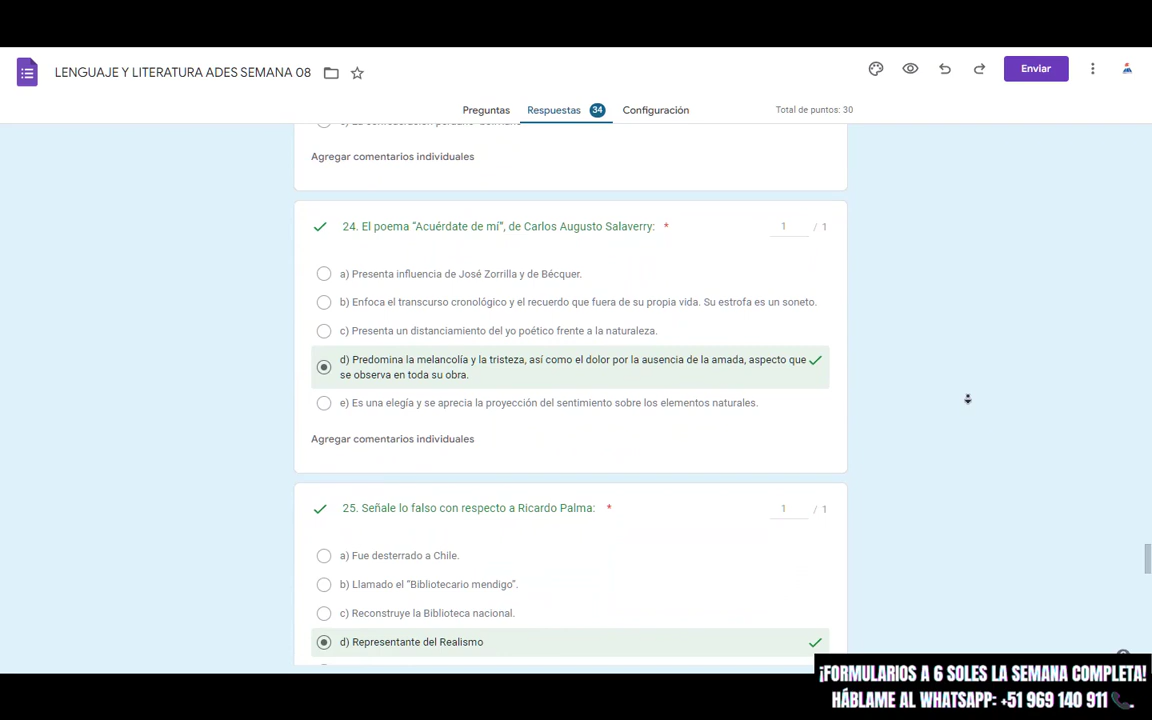 LENGUAJE Y LITERATURA ADES SEMANA 08
Enviar
Preguntas Respuestas 34 Configuración Total de puntos: 30
Agregar comentarios individuales
24. El poema “Acuérdate de mí”, de Carlos Augusto Salaverry: * 1 / 1
a) Presenta influencia de José Zorrilla y de Bécquer.
b) Enfoca el transcurso cronológico y el recuerdo que fuera de su propia vida. Su estrofa es un soneto.
c) Presenta un distanciamiento del yo poético frente a la naturaleza.
d) Predomina la melancolía y la tristeza, así como el dolor por la ausencia de la amada, aspecto que
se observa en toda su obra.
e) Es una elegía y se aprecia la proyección del sentimiento sobre los elementos naturales.
Agregar comentarios individuales
25. Señale lo falso con respecto a Ricardo Palma: * 1 / 1
a) Fue desterrado a Chile.
b) Llamado el “Bibliotecario mendigo”.
c) Reconstruye la Biblioteca nacional.
d) Representante del Realismo
¡FORMULARIOS A 6 SOLES LA SEMANA COMPLETA!
HÁBLAME AL WHATSAPP: +51 969 140 911